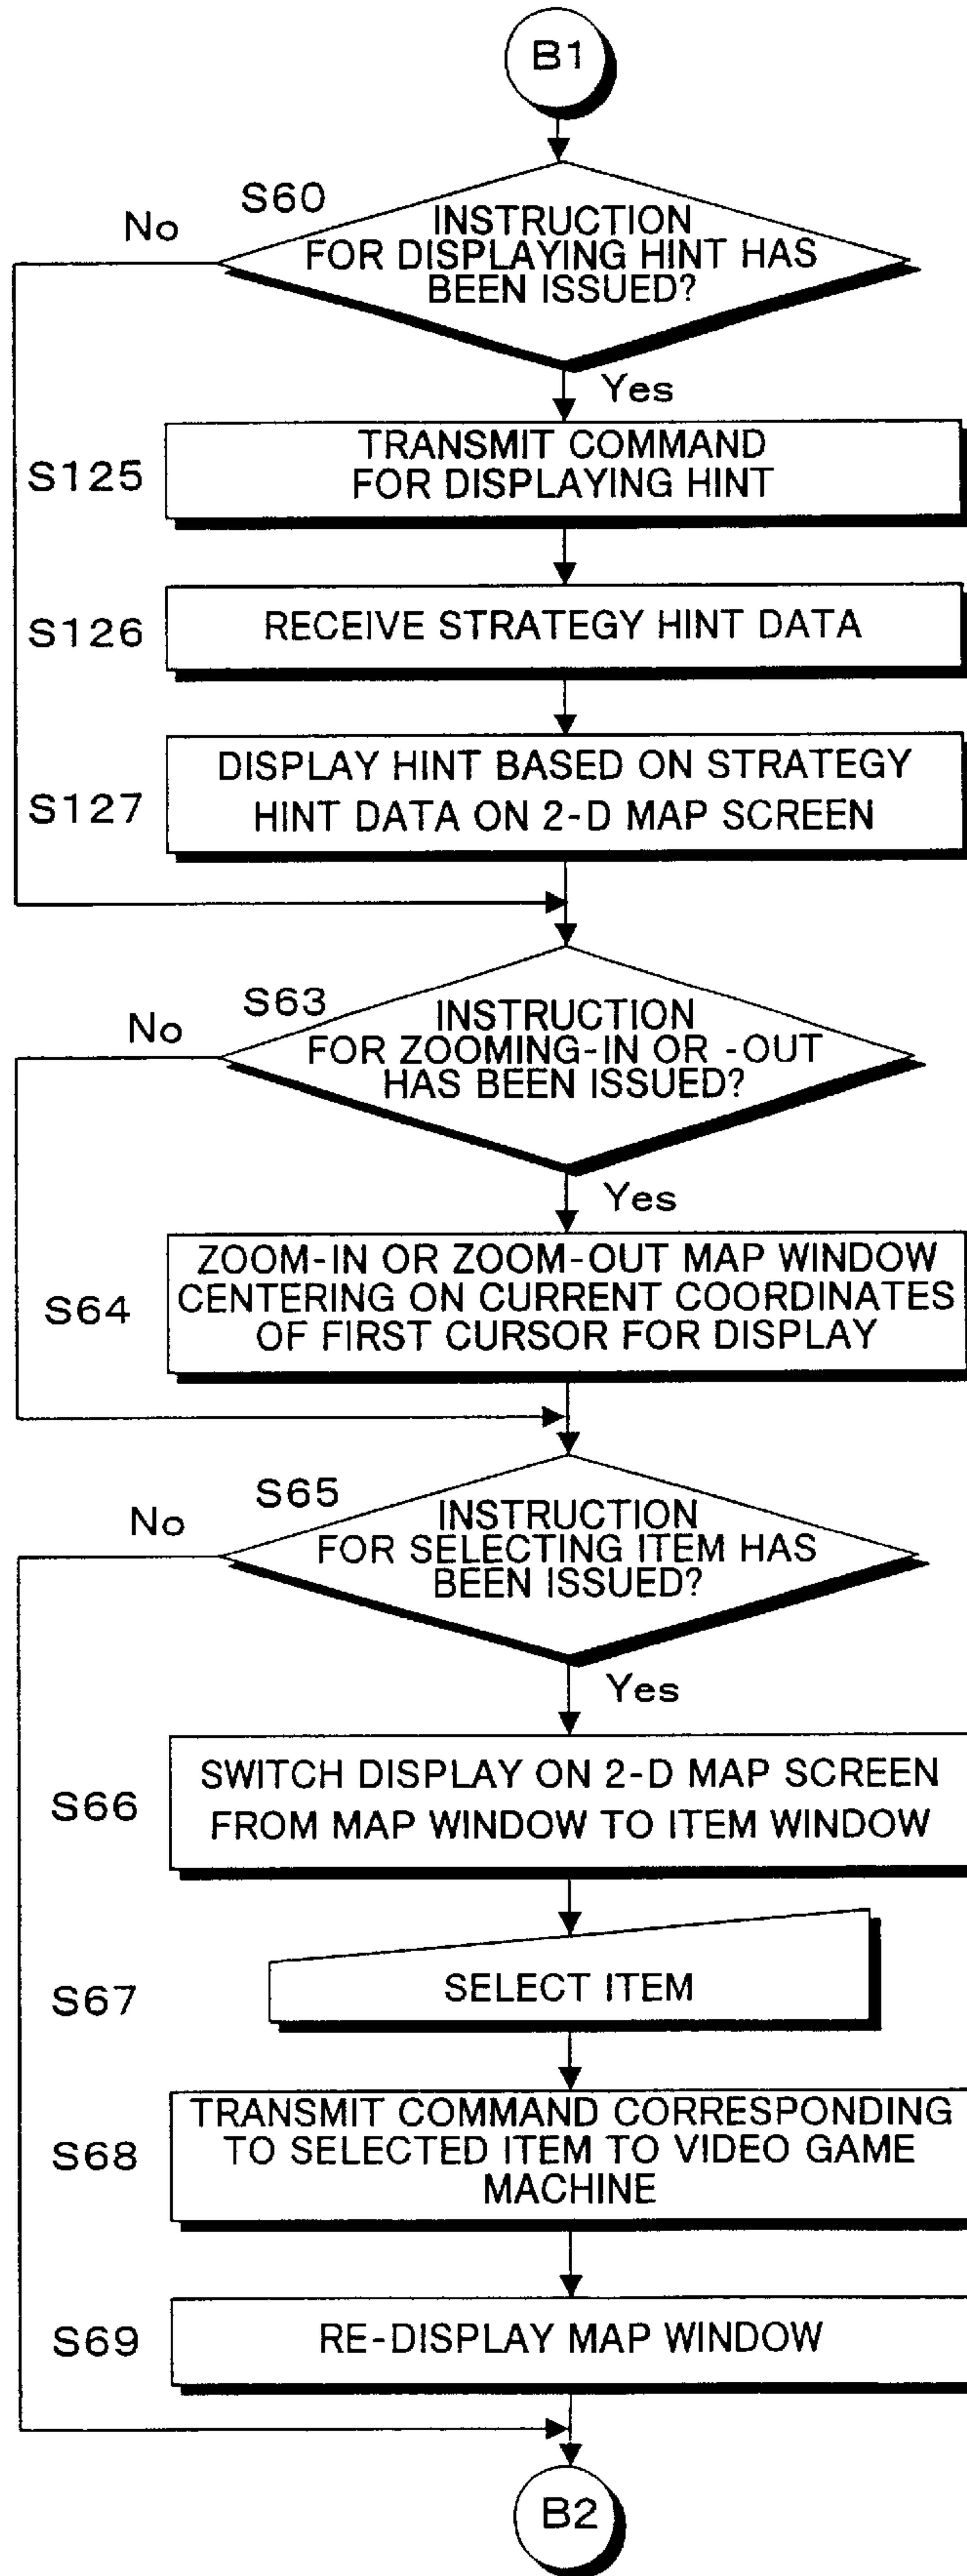 B1
S60
No
INSTRUCTION
FOR DISPLAYING HINT HAS
BEEN ISSUED?
Yes
S125
TRANSMIT COMMAND
FOR DISPLAYING HINT
S126
RECEIVE STRATEGY HINT DATA
S127
DISPLAY HINT BASED ON STRATEGY
HINT DATA ON 2-D MAP SCREEN
S63
No
INSTRUCTION
FOR ZOOMING-IN OR -OUT
HAS BEEN ISSUED?
Yes
S64
ZOOM-IN OR ZOOM-OUT MAP WINDOW
CENTERING ON CURRENT COORDINATES
OF FIRST CURSOR FOR DISPLAY
S65
No
INSTRUCTION
FOR SELECTING ITEM HAS
BEEN ISSUED?
Yes
S66
SWITCH DISPLAY ON 2-D MAP SCREEN
FROM MAP WINDOW TO ITEM WINDOW
S67
SELECT ITEM
S68
TRANSMIT COMMAND CORRESPONDING
TO SELECTED ITEM TO VIDEO GAME
MACHINE
S69
RE-DISPLAY MAP WINDOW
B2